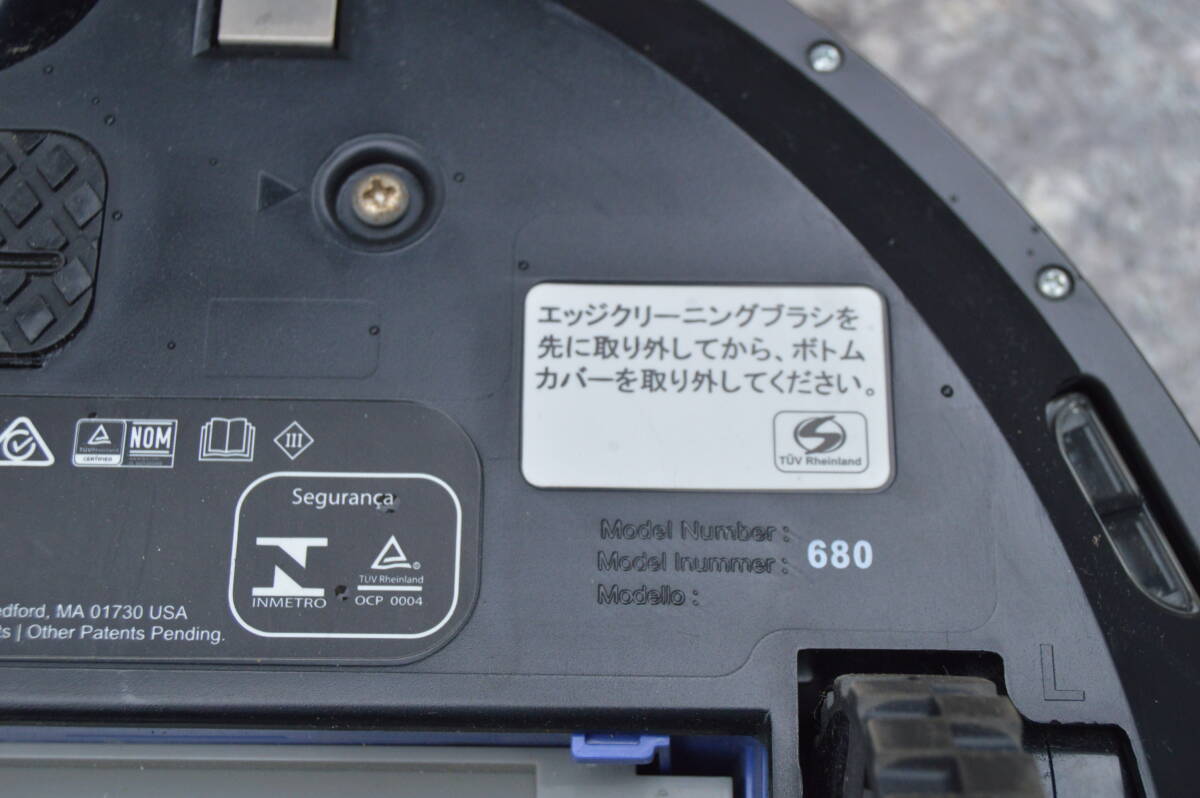 エッジクリーニングブラシを
先に取り外してから、ボトム
カバーを取り外してください。
TÜV Rheinland
TÜVRheinland
CERTIFIED
NOM
III
Segurança
INMETRO
TÜV Rheinland
OCP 0004
Model Number :
Model Inummer :
Modello :
680
edford, MA 01730 USA
ts | Other Patents Pending.
L